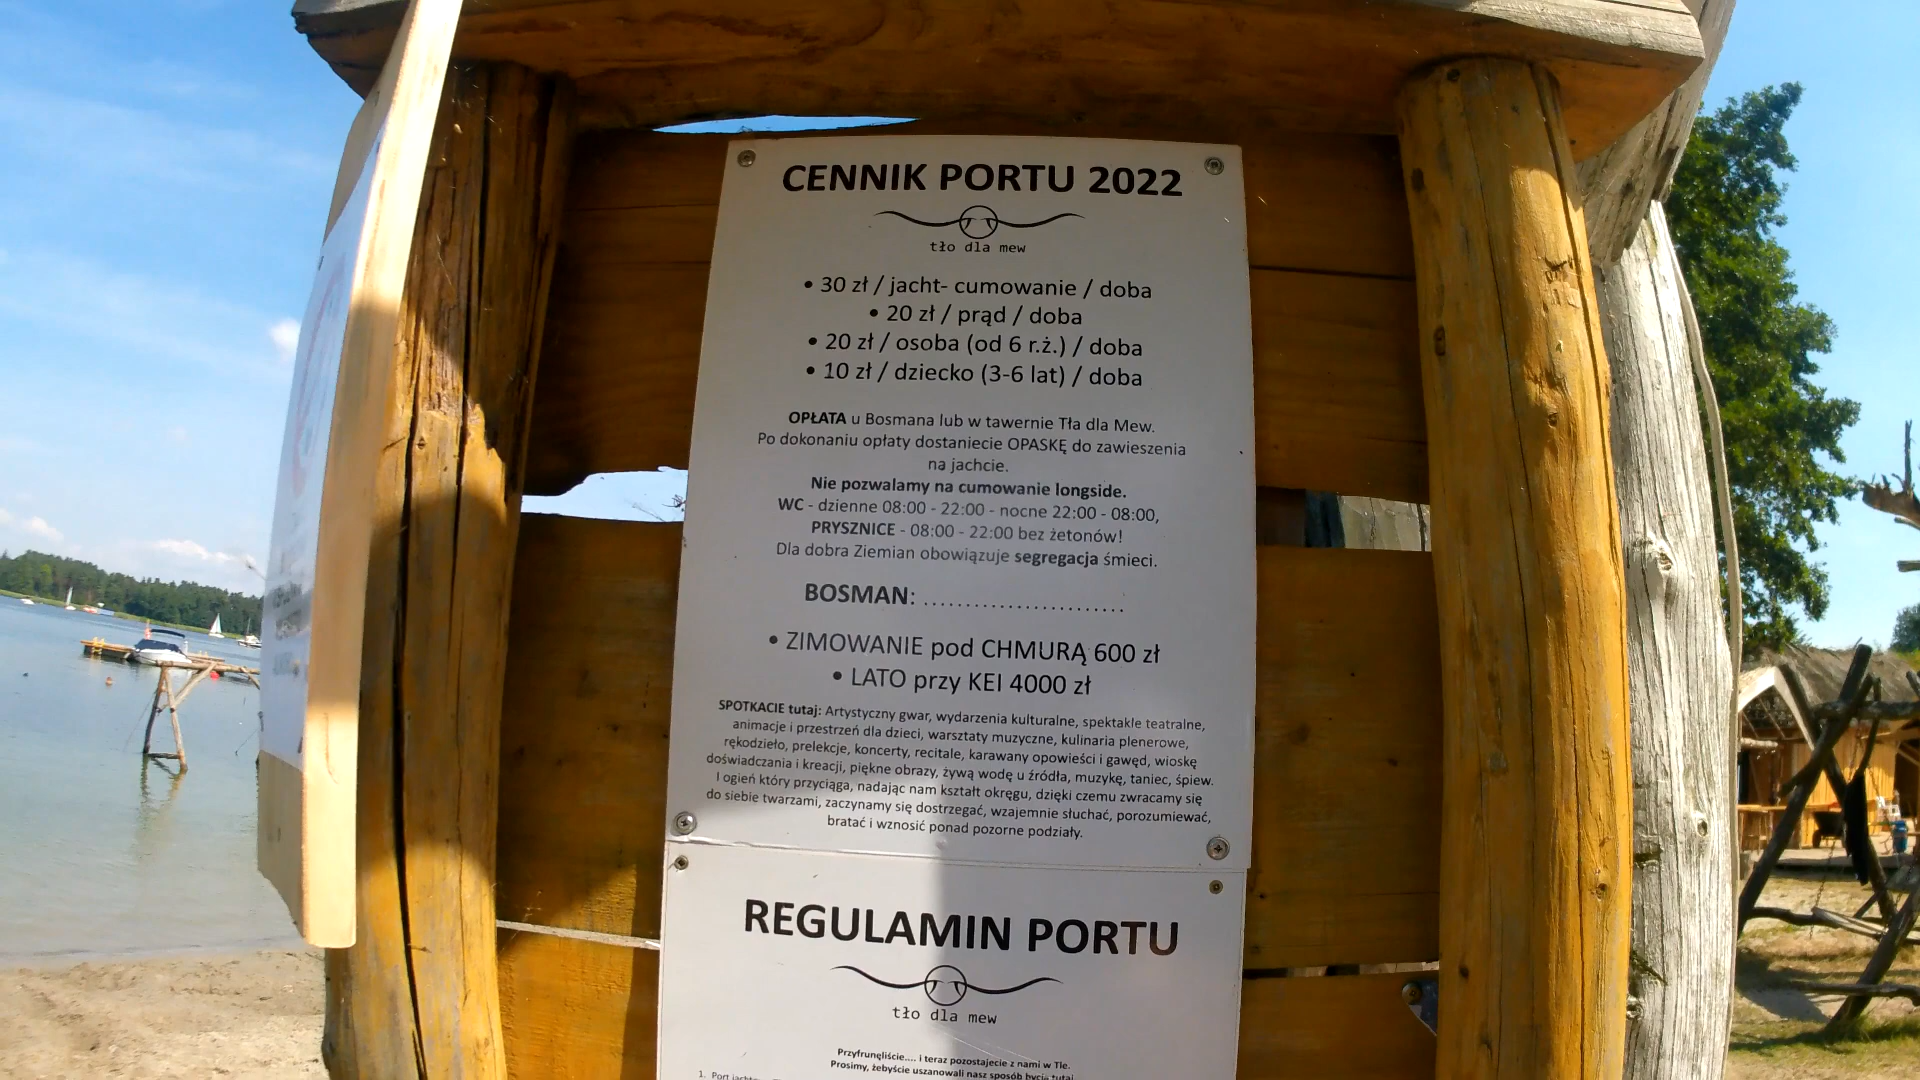 CENNIK PORTU 2022
tło dla mew
• 30 zł / jacht- cumowanie / doba
• 20 zł / prąd / doba
• 20 zł / osoba (od 6 r.ż.) / doba
• 10 zł / dziecko (3-6 lat) / doba
OPŁATA u Bosmana lub w tawernie Tła dla Mew.
Po dokonaniu opłaty dostaniecie OPASKĘ do zawieszenia
na jachcie.
Nie pozwalamy na cumowanie longside.
WC - dzienne 08:00 - 22:00 - nocne 22:00 - 08:00,
PRYSZNICE - 08:00 - 22:00 bez żetonów!
Dla dobra Ziemian obowiązuje segregacja śmieci.
BOSMAN: ........................
• ZIMOWANIE pod CHMURĄ 600 zł
• LATO przy KEI 4000 zł
SPOTKACIE tutaj: Artystyczny gwar, wydarzenia kulturalne, spektakle teatralne,
animacje i przestrzeń dla dzieci, warsztaty muzyczne, kulinaria plenerowe,
rękodzieło, prelekcje, koncerty, recitale, karawany opowieści i gawęd, wioskę
doświadczania i kreacji, piękne obrazy, żywą wodę u źródła, muzykę, taniec, śpiew.
I ogień który przyciąga, nadając nam kształt okręgu, dzięki czemu zwracamy się
do siebie twarzami, zaczynamy się dostrzegać, wzajemnie słuchać, porozumiewać,
bratać i wznosić ponad pozorne podziały.
REGULAMIN PORTU
tło dla mew
Przyfrunęliście.... i teraz pozostajecie z nami w Tle.
Prosimy, żebyście uszanowali nasz sposób bycia tutaj
1. Port